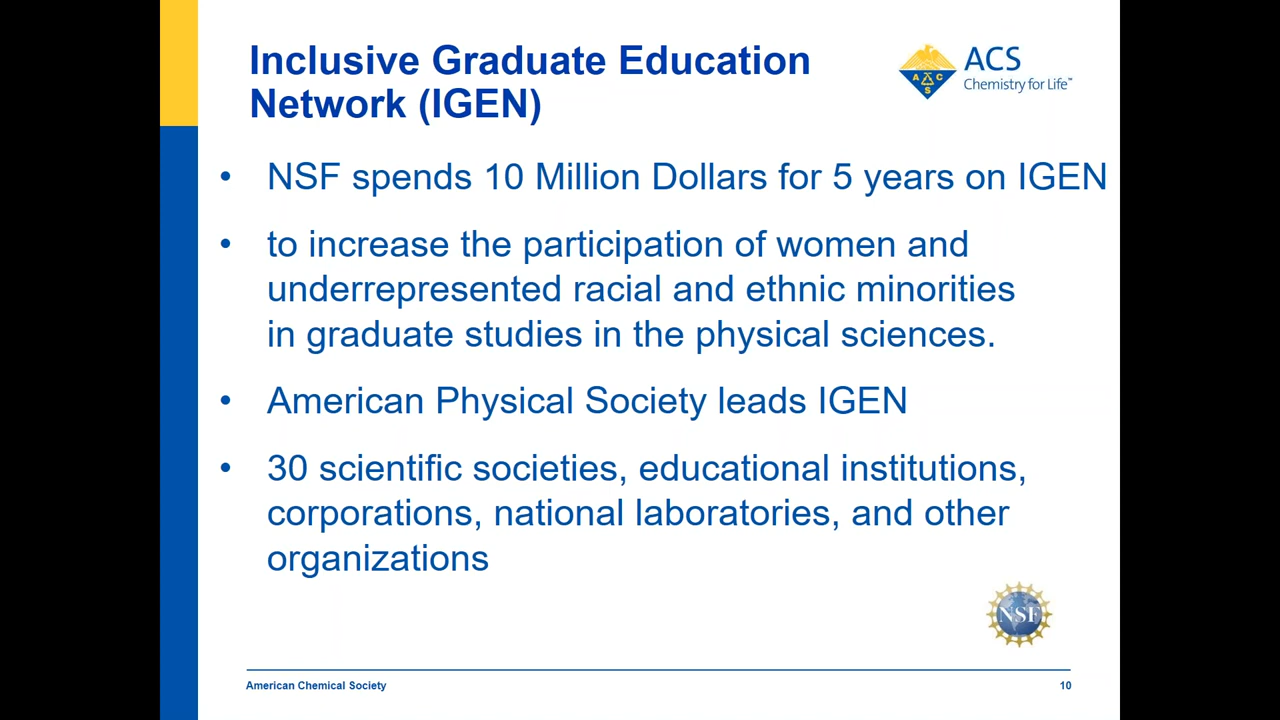 Inclusive Graduate Education
Network (IGEN)
A C S
ACS
Chemistry for Life™
• NSF spends 10 Million Dollars for 5 years on IGEN
• to increase the participation of women and
underrepresented racial and ethnic minorities
in graduate studies in the physical sciences.
• American Physical Society leads IGEN
• 30 scientific societies, educational institutions,
corporations, national laboratories, and other
organizations
NSF
American Chemical Society
10